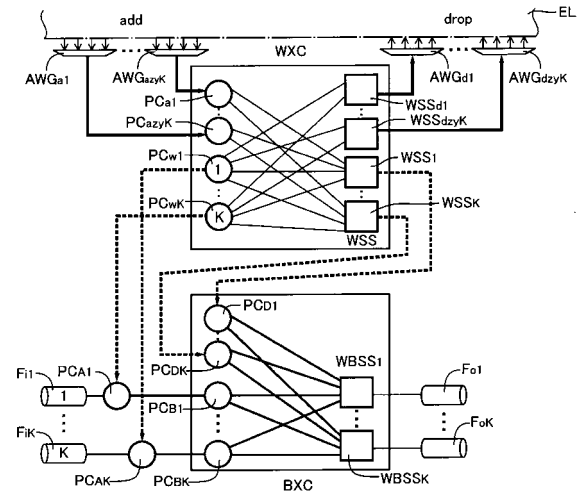 EL
add
drop
WXC
AWGa1
AWGazyK
AWGd1
AWGdzyK
PCa1
WSSd1
PCazyK
WSSdzyK
PCw1
1
WSS1
PCwK
K
WSSK
WSS
PCD1
PCDK
WBSS1
Fi1
PCA1
1
PCB1
Fo1
FiK
K
FoK
PCAK
PCBK
WBSSK
BXC